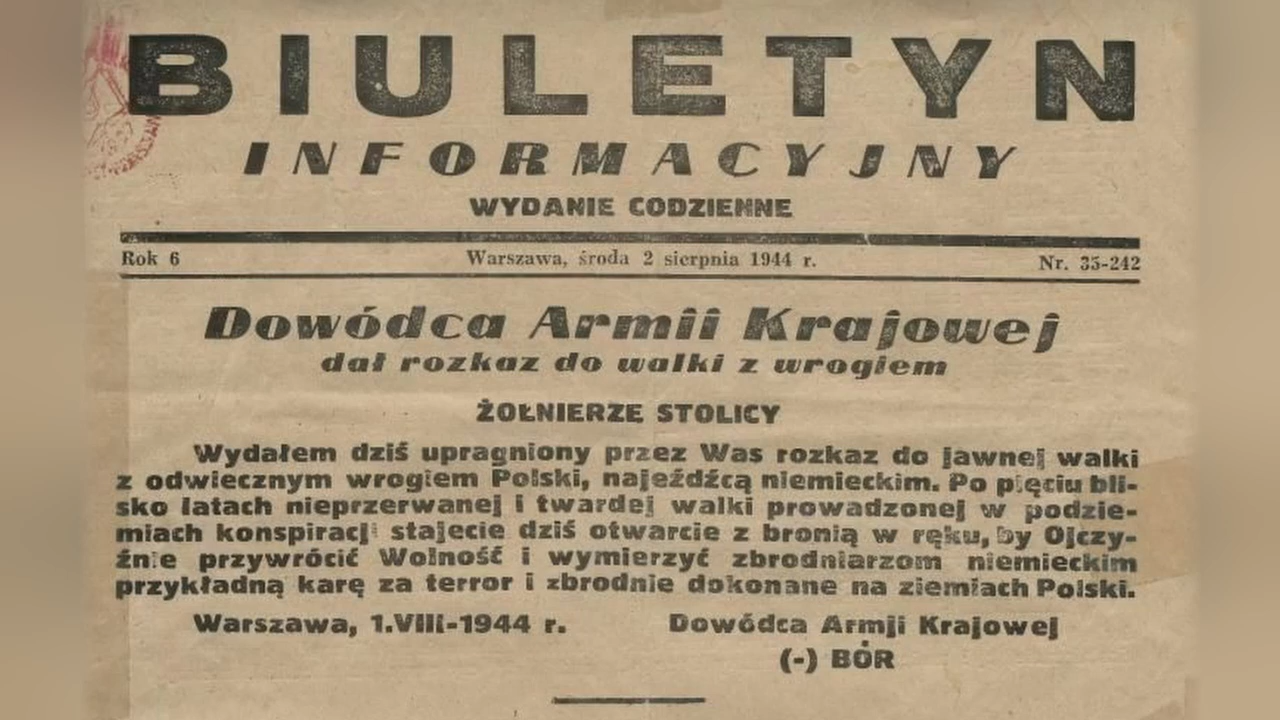 BIULETYN
INFORMACYJNY
WYDANIE CODZIENNE
Rok 6 Warszawa, środa 2 sierpnia 1944 r. Nr. 35-242
Dowódca Armii Krajowej
dał rozkaz do walki z wrogiem
ŻOŁNIERZE STOLICY
Wydałem dziś upragniony przez Was rozkaz do jawnej walki
z odwiecznym wrogiem Polski, najeźdźcą niemieckim. Po pięciu bli-
sko latach nieprzerwanej i twardej walki prowadzonej w podzie-
miach konspiracji stajecie dziś otwarcie z bronią w ręku, by Ojczy-
źnie przywrócić Wolność i wymierzyć zbrodniarzom niemieckim
przykładną karę za terror i zbrodnie dokonane na ziemiach Polski.
Warszawa, 1.VIII-1944 r. Dowódca Armji Krajowej
(-) BÓR